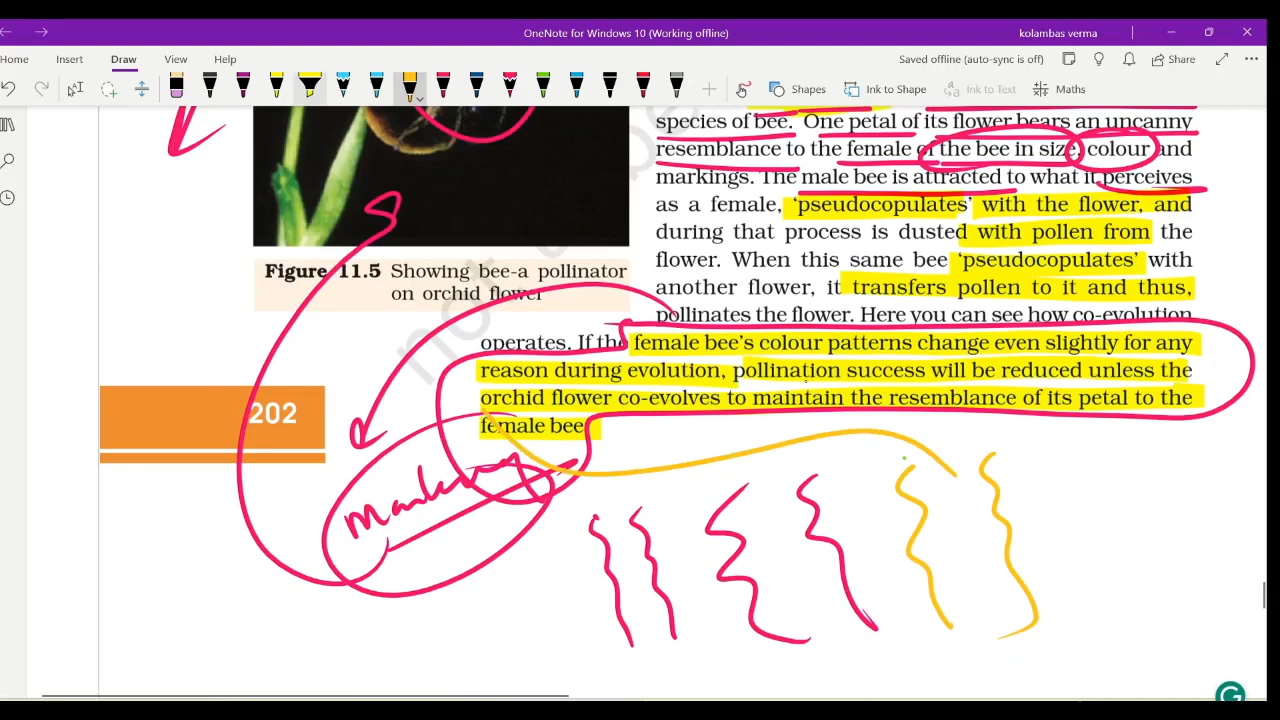 OneNote for Windows 10 (Working offline)
kolambas verma
Home Insert Draw View Help
Saved offline (auto-sync is off)
Share
Shapes
Ink to Shape
Ink to Text
Maths
species of bee. One petal of its flower bears an uncanny
resemblance to the female of the bee in size, colour and
markings. The male bee is attracted to what it perceives
as a female, ‘pseudocopulates’ with the flower, and
during that process is dusted with pollen from the
flower. When this same bee ‘pseudocopulates’ with
another flower, it transfers pollen to it and thus,
pollinates the flower. Here you can see how co-evolution
operates. If the female bee’s colour patterns change even slightly for any
reason during evolution, pollination success will be reduced unless the
orchid flower co-evolves to maintain the resemblance of its petal to the
female bee.
Figure 11.5 Showing bee-a pollinator
on orchid flower
not be
202